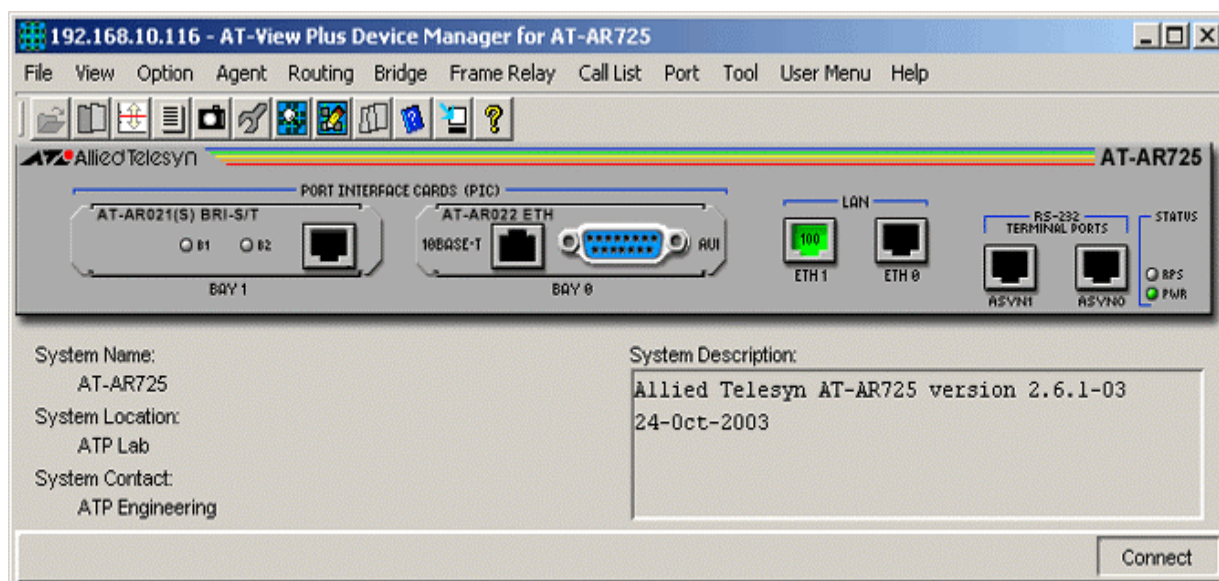 192.168.10.116 - AT-View Plus Device Manager for AT-AR725
File View Option Agent Routing Bridge Frame Relay Call List Port Tool User Menu Help
Allied Telesyn
AT-AR725
PORT INTERFACE CARDS (PIC)
AT-AR021(S) BRI-S/T
B1 B2
BAY 1
AT-AR022 ETH
10BASE-T
AUI
BAY 0
LAN
100
ETH 1
ETH 0
RS-232
TERMINAL PORTS
ASYN1
ASYN0
STATUS
RPS
PWR
System Name:
AT-AR725
System Location:
ATP Lab
System Contact:
ATP Engineering
System Description:
Allied Telesyn AT-AR725 version 2.6.1-03
24-Oct-2003
Connect